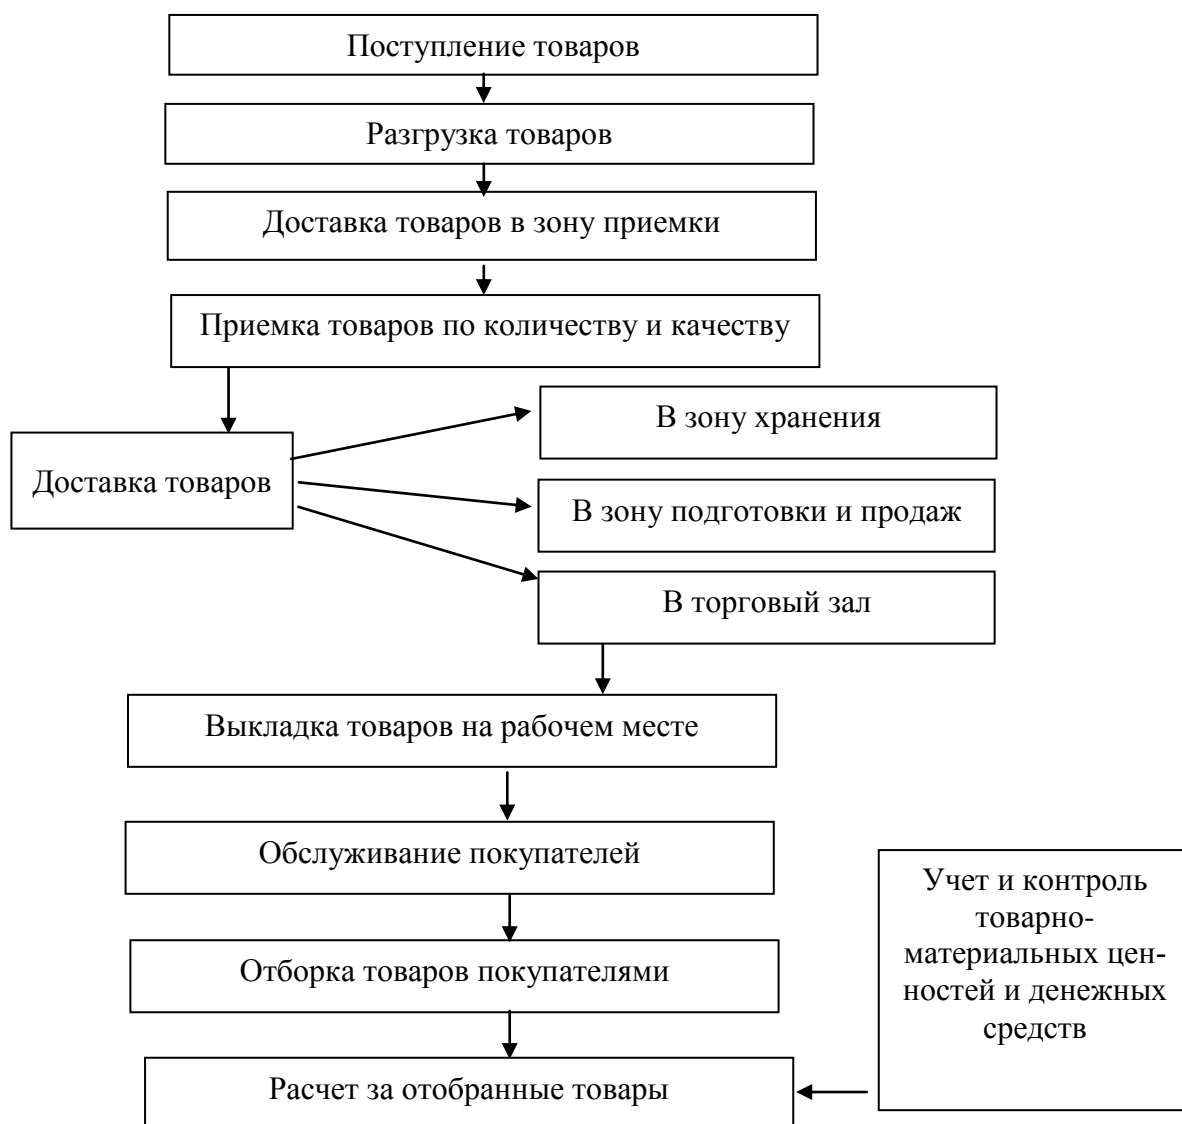 Поступление товаров
Разгрузка товаров
Доставка товаров в зону приемки
Приемка товаров по количеству и качеству
В зону хранения
Доставка товаров
В зону подготовки и продаж
В торговый зал
Выкладка товаров на рабочем месте
Обслуживание покупателей
Отборка товаров покупателями
Расчет за отобранные товары
Учет и контроль
товарно-
материальных цен-
ностей и денежных
средств